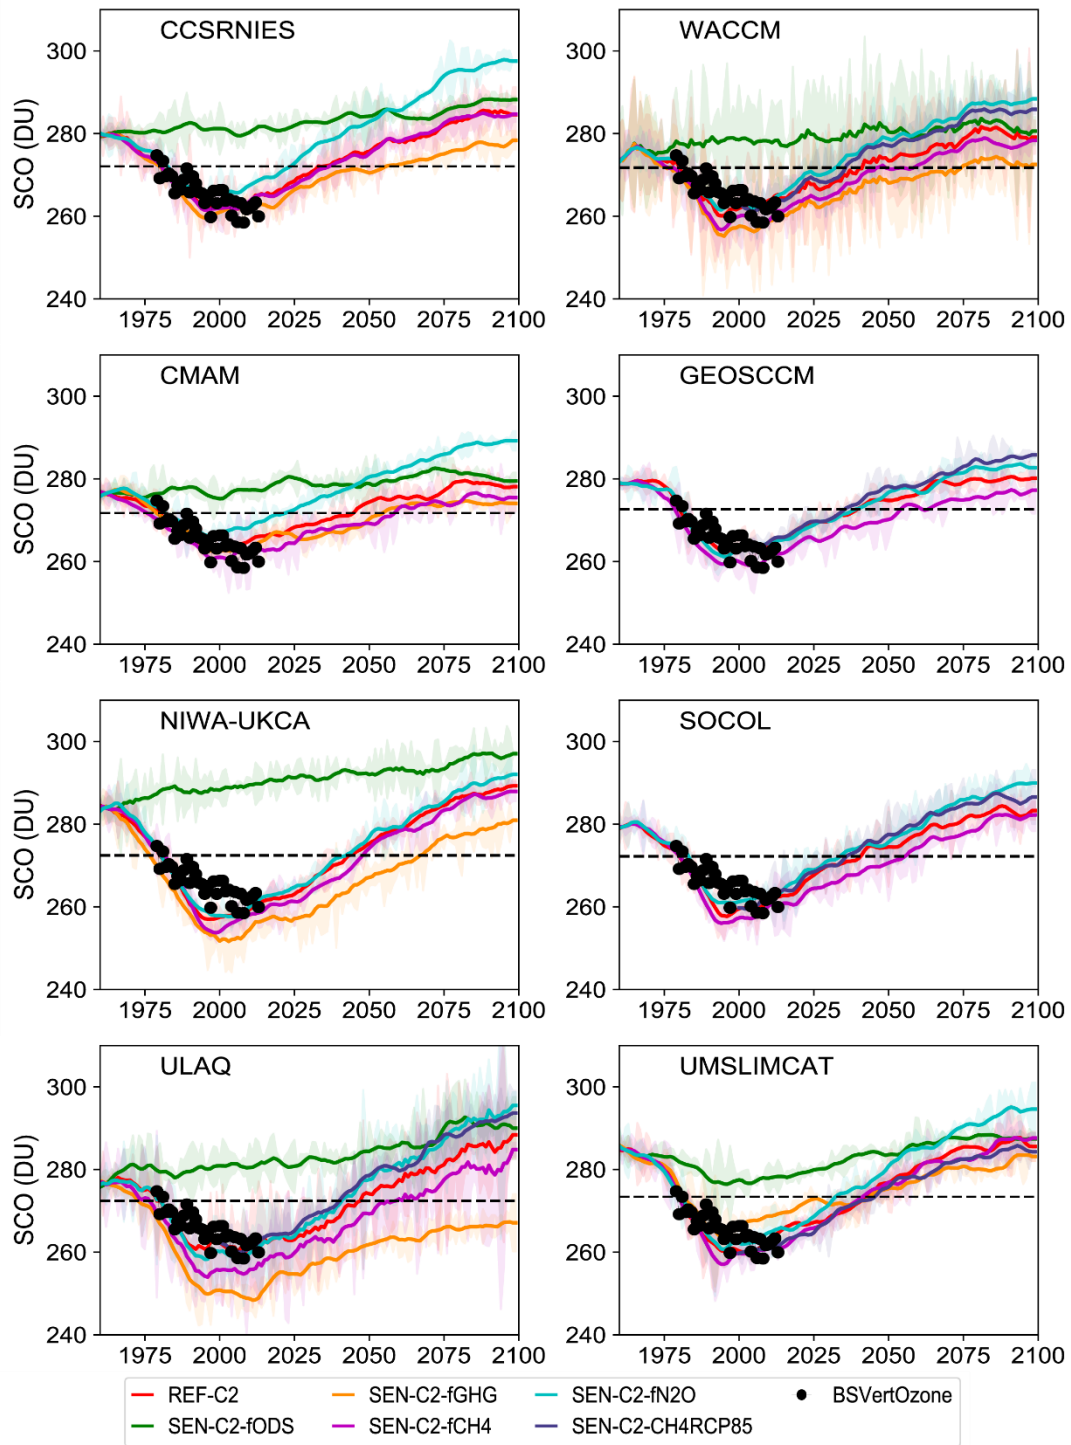 CCSRNIES
WACCM
SCO (DU)
300
280
260
240
1975 2000 2025 2050 2075 2100
300
280
260
240
1975 2000 2025 2050 2075 2100
CMAM
GEOSCCM
SCO (DU)
300
280
260
240
1975 2000 2025 2050 2075 2100
300
280
260
240
1975 2000 2025 2050 2075 2100
NIWA-UKCA
SOCOL
SCO (DU)
300
280
260
240
1975 2000 2025 2050 2075 2100
300
280
260
240
1975 2000 2025 2050 2075 2100
ULAQ
UMSLIMCAT
SCO (DU)
300
280
260
240
1975 2000 2025 2050 2075 2100
300
280
260
240
1975 2000 2025 2050 2075 2100
REF-C2 SEN-C2-fGHG SEN-C2-fN2O BSVertOzone
SEN-C2-fODS SEN-C2-fCH4 SEN-C2-CH4RCP85